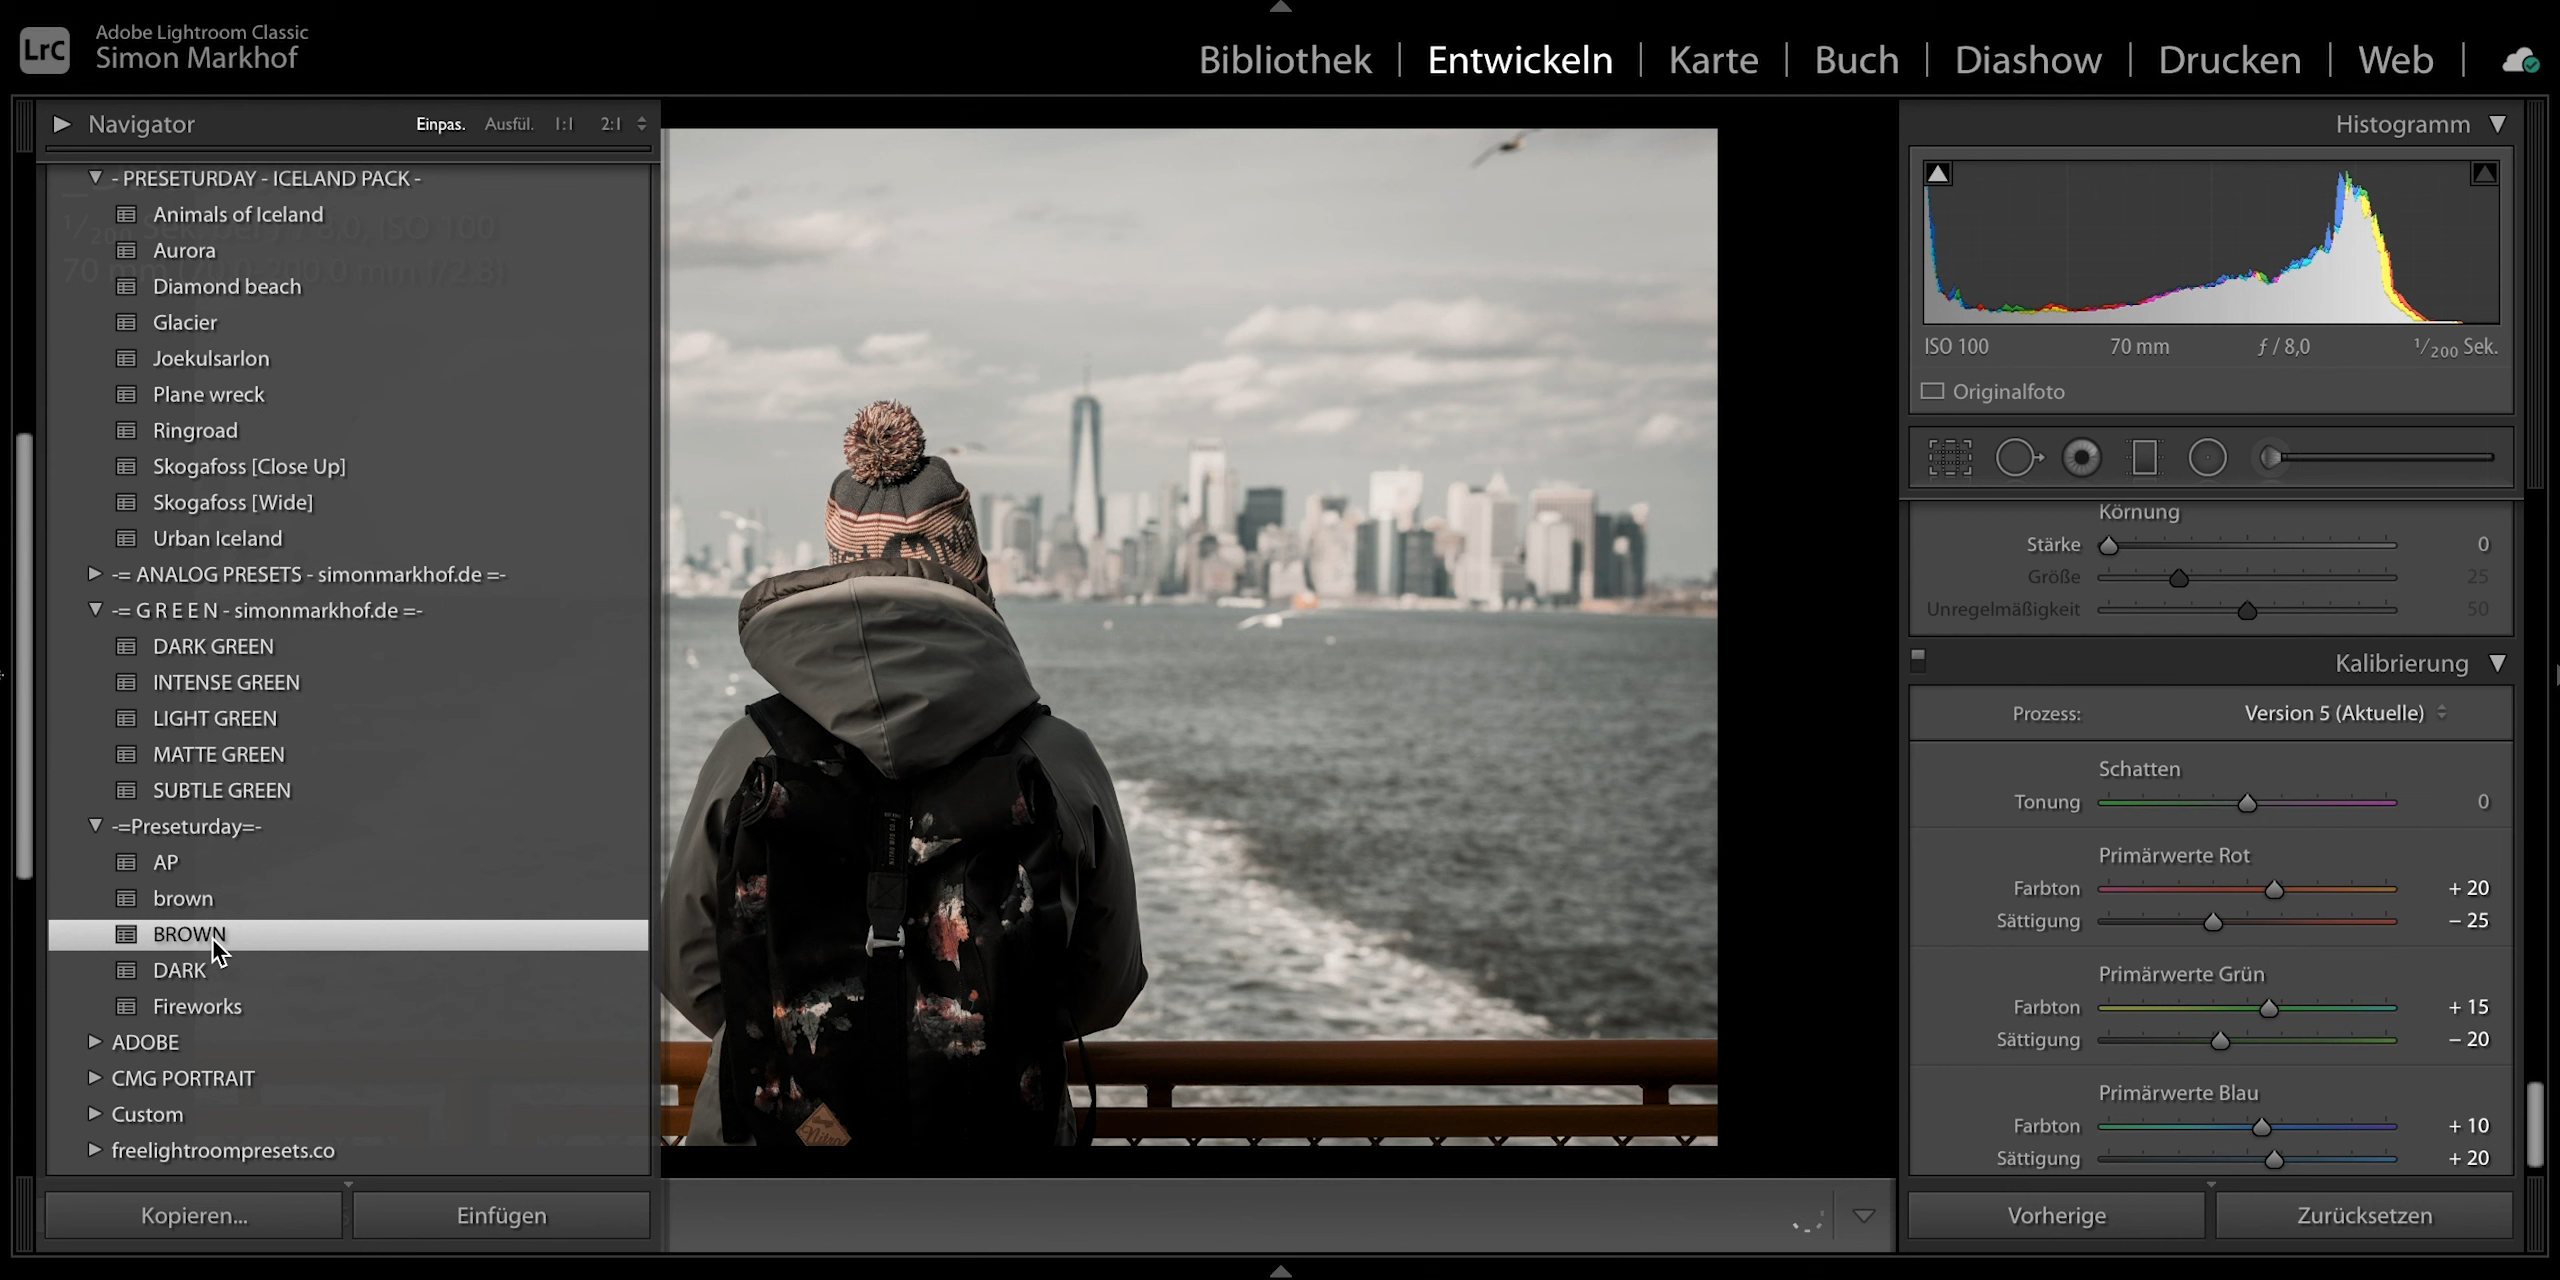 LrC
Adobe Lightroom Classic
Simon Markhof
Bibliothek | Entwickeln | Karte | Buch | Diashow | Drucken | Web |
Navigator Einpas. Ausfül. 1:1 2:1
- PRESETURDAY - ICELAND PACK -
Animals of Iceland
Aurora
Diamond beach
Glacier
Joekulsarlon
Plane wreck
Ringroad
Skogafoss [Close Up]
Skogafoss [Wide]
Urban Iceland
-= ANALOG PRESETS - simonmarkhof.de =-
-= G R E E N - simonmarkhof.de =-
DARK GREEN
INTENSE GREEN
LIGHT GREEN
MATTE GREEN
SUBTLE GREEN
-=Preseturday=-
AP
brown
BROWN
DARK
Fireworks
ADOBE
CMG PORTRAIT
Custom
freelightroompresets.co
Kopieren... Einfügen
Histogramm
ISO 100 70 mm ƒ / 8,0 1/200 Sek.
Originalfoto
Körnung
Stärke 0
Größe 25
Unregelmäßigkeit 50
Kalibrierung
Prozess: Version 5 (Aktuelle)
Schatten
Tonung 0
Primärwerte Rot
Farbton + 20
Sättigung − 25
Primärwerte Grün
Farbton + 15
Sättigung − 20
Primärwerte Blau
Farbton + 10
Sättigung + 20
Vorherige Zurücksetzen